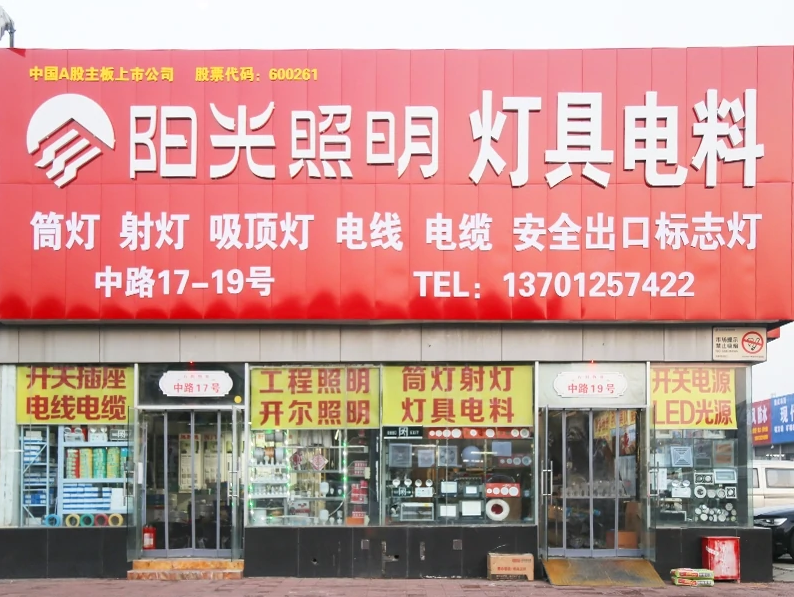 中国A股主板上市公司 股票代码：600261
阳光照明 灯具电料
筒灯 射灯 吸顶灯 电线 电缆 安全出口标志灯
中路17-19号 TEL：13701257422
开关插座
电线电缆
中路17号
工程照明
开尔照明
筒灯射灯
灯具电料
中路19号
开关电源
LED光源